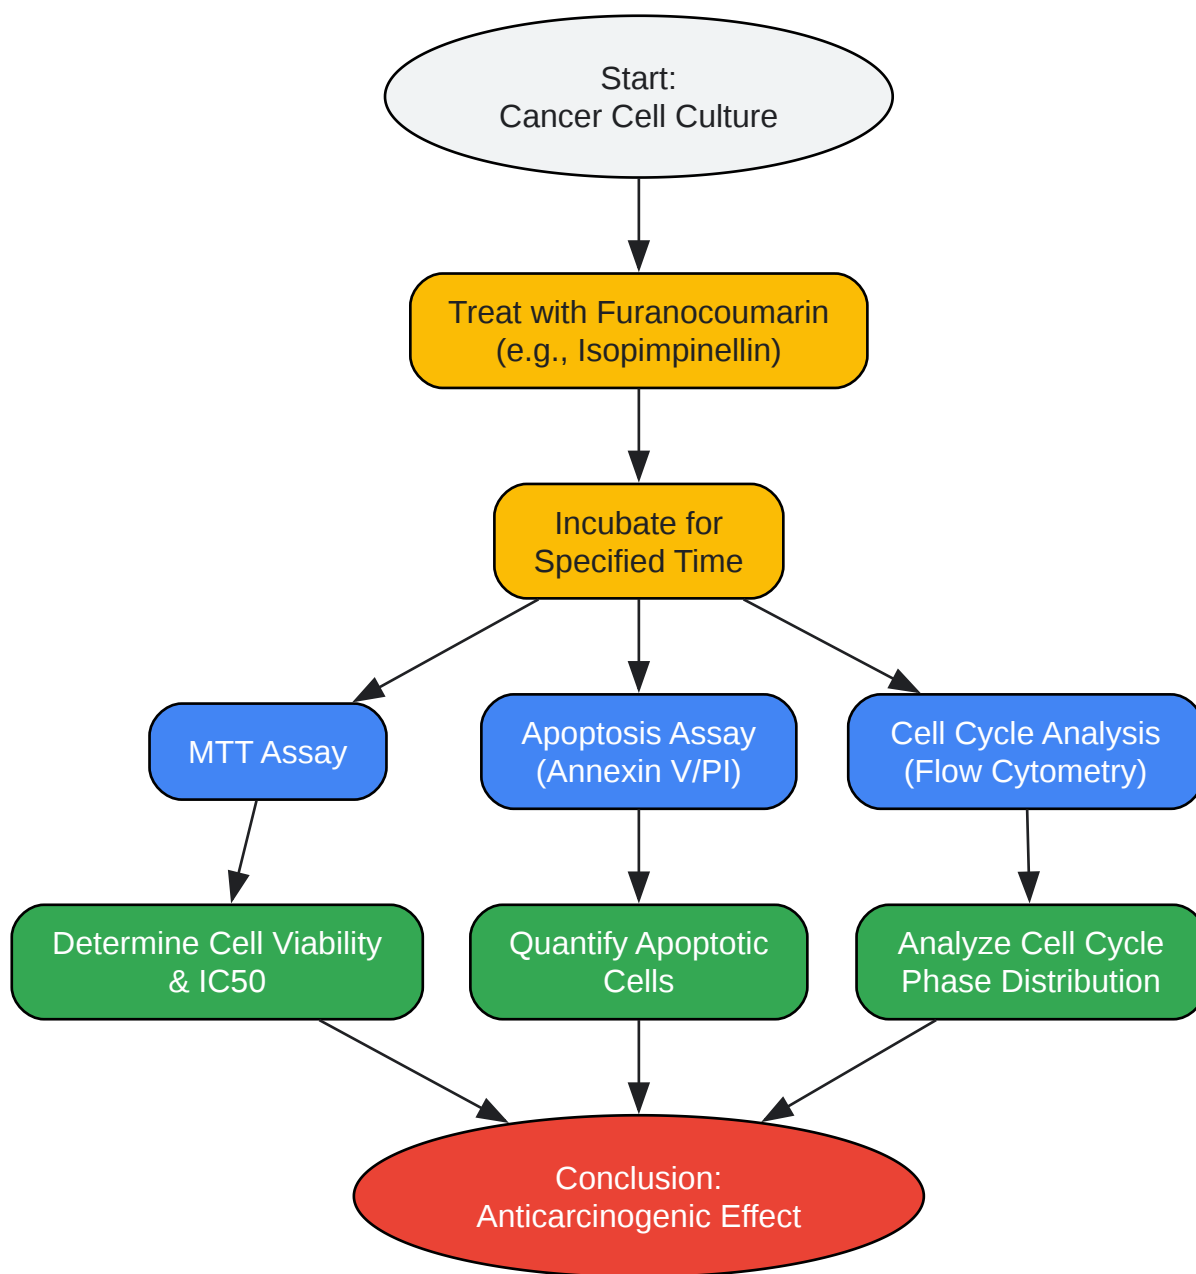 Start:
Cancer Cell Culture
Treat with Furanocoumarin
(e.g., Isopimpinellin)
Incubate for
Specified Time
MTT Assay
Apoptosis Assay
(Annexin V/PI)
Cell Cycle Analysis
(Flow Cytometry)
Determine Cell Viability
& IC50
Quantify Apoptotic
Cells
Analyze Cell Cycle
Phase Distribution
Conclusion:
Anticarcinogenic Effect